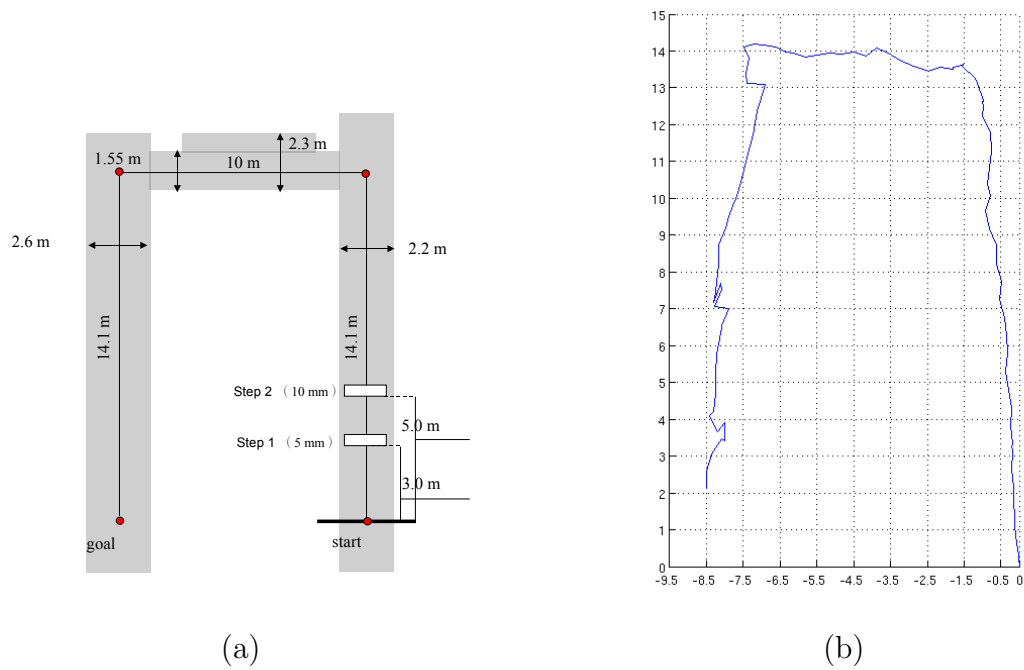 2.3 m
1.55 m
10 m
2.6 m
2.2 m
14.1 m
14.1 m
Step 2 （10 mm）
5.0 m
Step 1 （5 mm）
3.0 m
goal
start
(a)
15
14
13
12
11
10
9
8
7
6
5
4
3
2
1
0
-9.5 -8.5 -7.5 -6.5 -5.5 -4.5 -3.5 -2.5 -1.5 -0.5 0
(b)